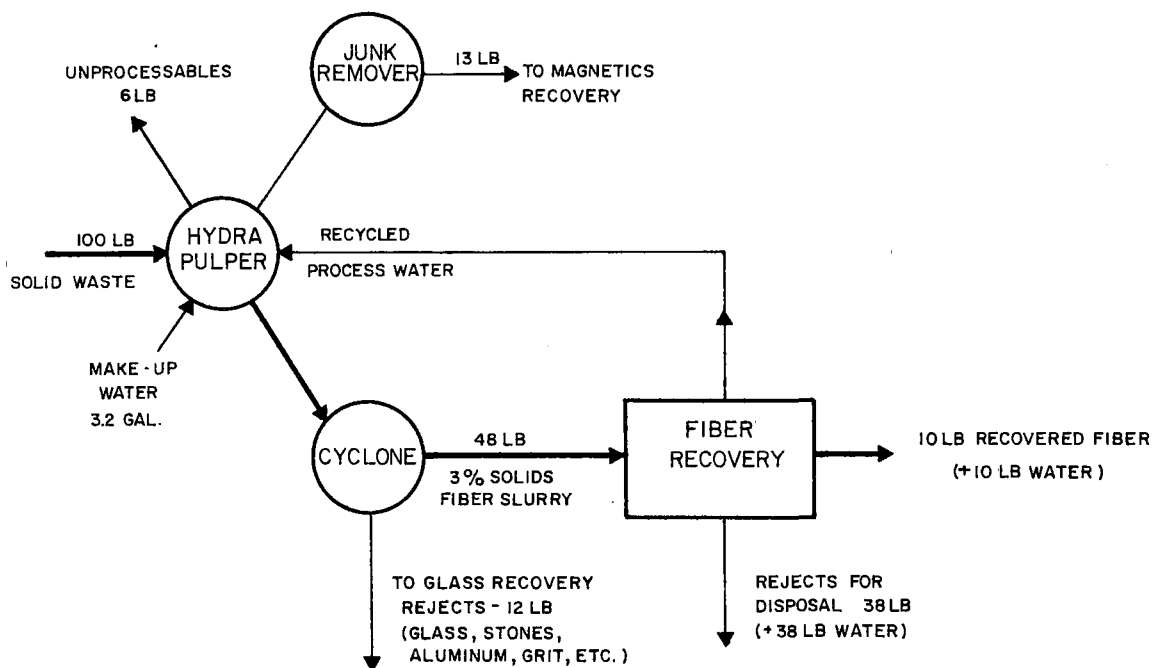 UNPROCESSABLES
6 LB
JUNK
REMOVER
13 LB
TO MAGNETICS
RECOVERY
100 LB
SOLID WASTE
HYDRA
PULPER
RECYCLED
PROCESS WATER
MAKE-UP
WATER
3.2 GAL.
CYCLONE
48 LB
3% SOLIDS
FIBER SLURRY
FIBER
RECOVERY
10 LB RECOVERED FIBER
(+10 LB WATER)
TO GLASS RECOVERY
REJECTS - 12 LB
(GLASS, STONES,
ALUMINUM, GRIT, ETC.)
REJECTS FOR
DISPOSAL 38 LB
(+38 LB WATER)